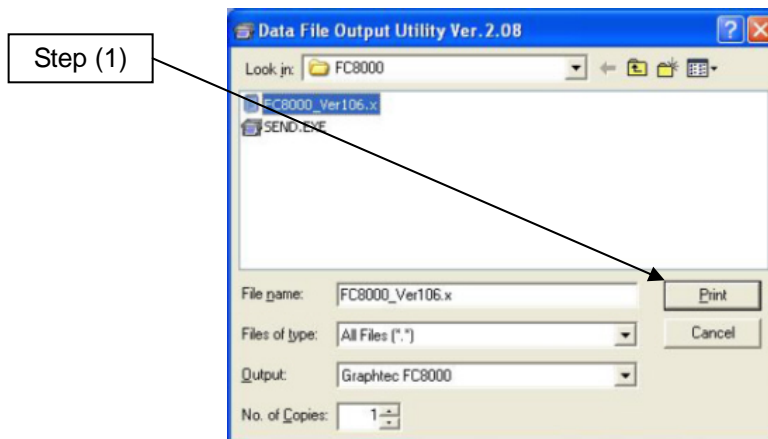 Step (1)
Data File Output Utility Ver.2.08
Look in: FC8000
FC8000_Ver106.x
SEND.EXE
File name: FC8000_Ver106.x Print
Files of type: All Files (".") Cancel
Output: Graphtec FC8000
No. of Copies: 1